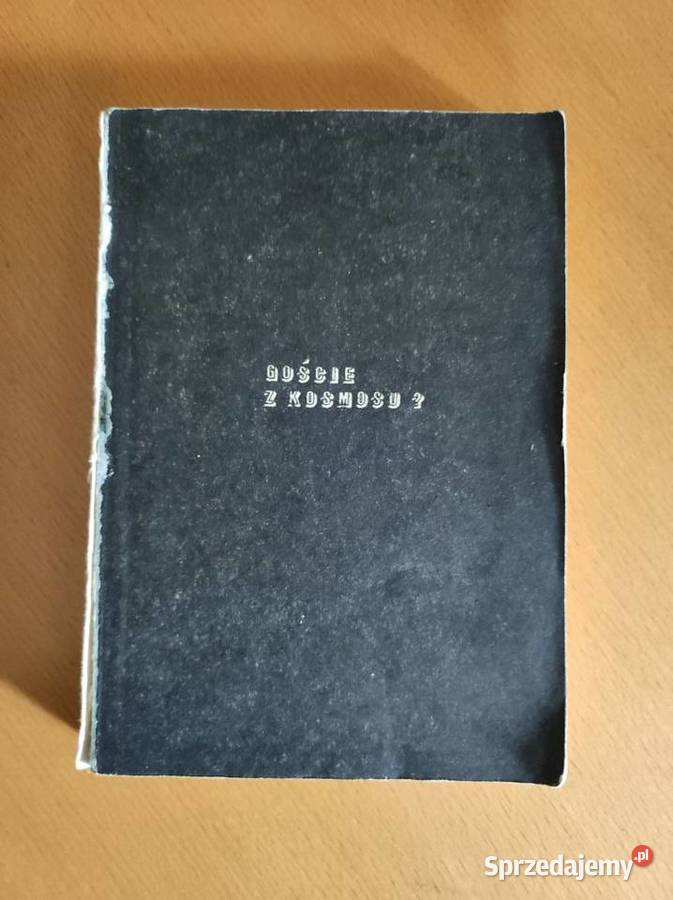 GOŚCIE
Z KOSMOSU ?
Sprzedajemy.pl